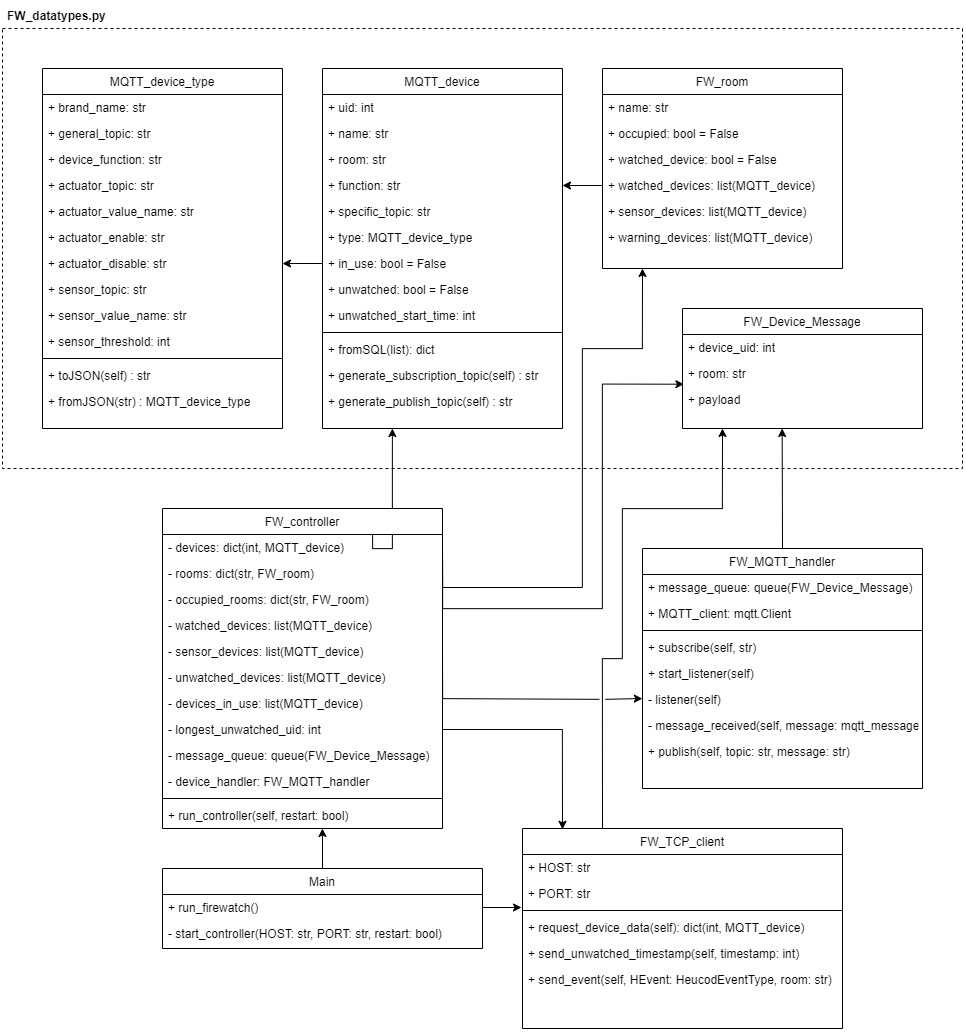 FW_datatypes.py
MQTT_device_type
+ brand_name: str
+ general_topic: str
+ device_function: str
+ actuator_topic: str
+ actuator_value_name: str
+ actuator_enable: str
+ actuator_disable: str
+ sensor_topic: str
+ sensor_value_name: str
+ sensor_threshold: int
+ toJSON(self) : str
+ fromJSON(str) : MQTT_device_type
MQTT_device
+ uid: int
+ name: str
+ room: str
+ function: str
+ specific_topic: str
+ type: MQTT_device_type
+ in_use: bool = False
+ unwatched: bool = False
+ unwatched_start_time: int
+ fromSQL(list): dict
+ generate_subscription_topic(self) : str
+ generate_publish_topic(self) : str
FW_room
+ name: str
+ occupied: bool = False
+ watched_device: bool = False
+ watched_devices: list(MQTT_device)
+ sensor_devices: list(MQTT_device)
+ warning_devices: list(MQTT_device)
FW_Device_Message
+ device_uid: int
+ room: str
+ payload
FW_controller
- devices: dict(int, MQTT_device)
- rooms: dict(str, FW_room)
- occupied_rooms: dict(str, FW_room)
- watched_devices: list(MQTT_device)
- sensor_devices: list(MQTT_device)
- unwatched_devices: list(MQTT_device)
- devices_in_use: list(MQTT_device)
- longest_unwatched_uid: int
- message_queue: queue(FW_Device_Message)
- device_handler: FW_MQTT_handler
+ run_controller(self, restart: bool)
FW_MQTT_handler
+ message_queue: queue(FW_Device_Message)
+ MQTT_client: mqtt.Client
+ subscribe(self, str)
+ start_listener(self)
- listener(self)
- message_received(self, message: mqtt_message
+ publish(self, topic: str, message: str)
Main
+ run_firewatch()
- start_controller(HOST: str, PORT: str, restart: bool)
FW_TCP_client
+ HOST: str
+ PORT: str
+ request_device_data(self): dict(int, MQTT_device)
+ send_unwatched_timestamp(self, timestamp: int)
+ send_event(self, HEvent: HeucodEventType, room: str)